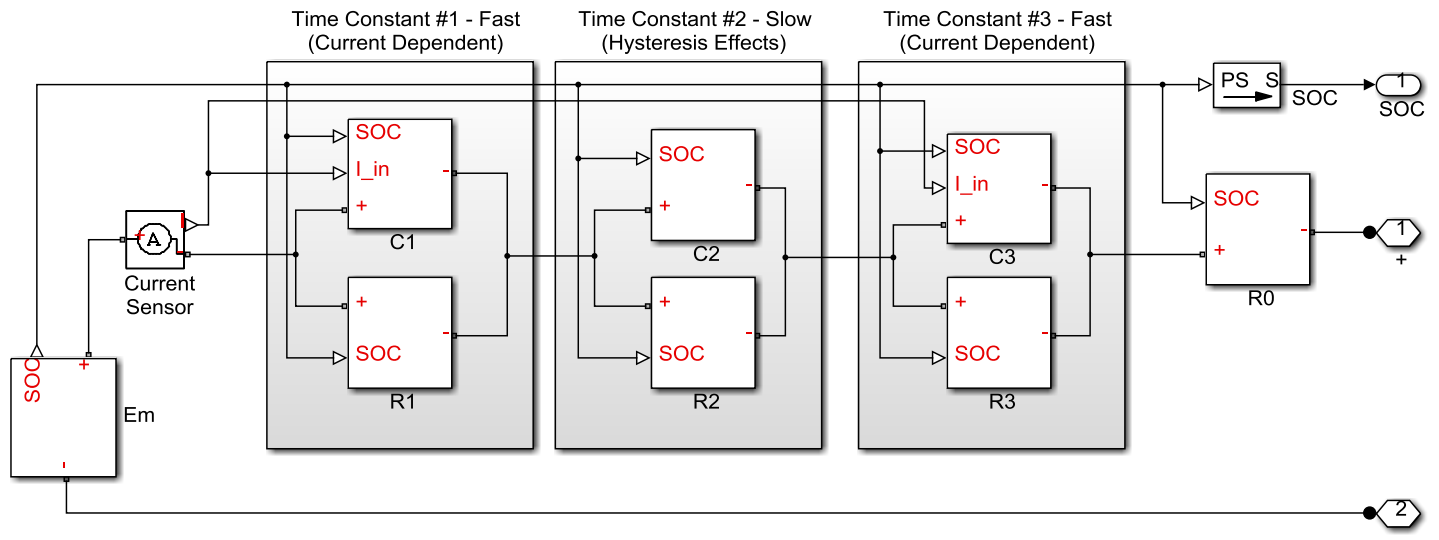 Time Constant #1 - Fast
(Current Dependent)
Time Constant #2 - Slow
(Hysteresis Effects)
Time Constant #3 - Fast
(Current Dependent)
PS S
SOC
1
SOC
SOC
I_in
+
-
C1
SOC
+
-
C2
SOC
I_in
+
-
C3
SOC
+
-
R0
1
+
I
+
A
-
Current
Sensor
+
SOC
-
R1
+
SOC
-
R2
+
SOC
-
R3
SOC
+
-
Em
2